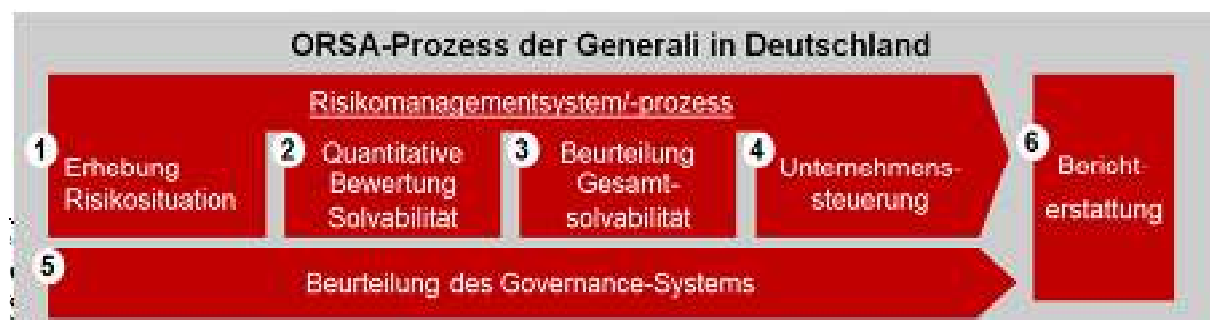 ORSA-Prozess der Generali in Deutschland
Risikomanagementsystem/-prozess
1
Erhebung
Risikosituation
2
Quantitative
Bewertung
Solvabilität
3
Beurteilung
Gesamt-
solvabilität
4
Unternehmens-
steuerung
5
Beurteilung des Governance-Systems
6
Bericht-
erstattung